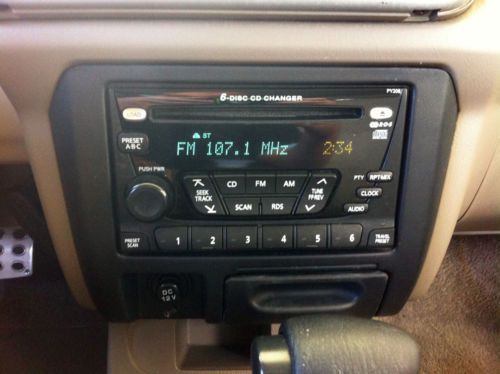 6-DISC CD CHANGER PY208
LOAD
PRESET A·B·C
ST
FM 107.1 MHz 2:34
PUSH PWR
SEEK TRACK
CD FM AM
SCAN RDS
TUNE FF·REV
PTY RPT·MIX
CLOCK
AUDIO
PRESET SCAN
1 2 3 4 5 6
TRAVEL PRESET
DC 12V